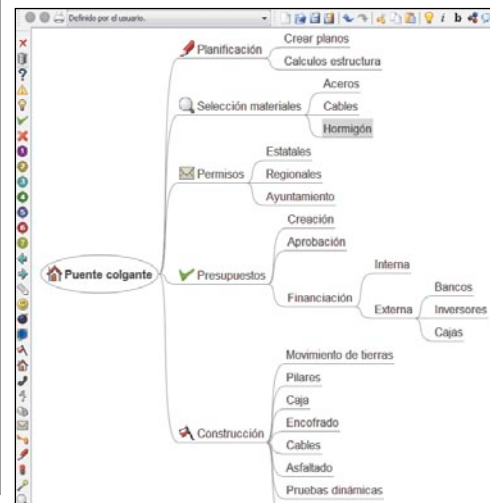 Definido por el usuario.
Planificación
Crear planos
Calculos estructura
Selección materiales
Aceros
Cables
Hormigón
Permisos
Estatales
Regionales
Ayuntamiento
Puente colgante
Presupuestos
Creación
Aprobación
Financiación
Interna
Externa
Bancos
Inversores
Cajas
Construcción
Movimiento de tierras
Pilares
Caja
Encofrado
Cables
Asfaltado
Pruebas dinámicas